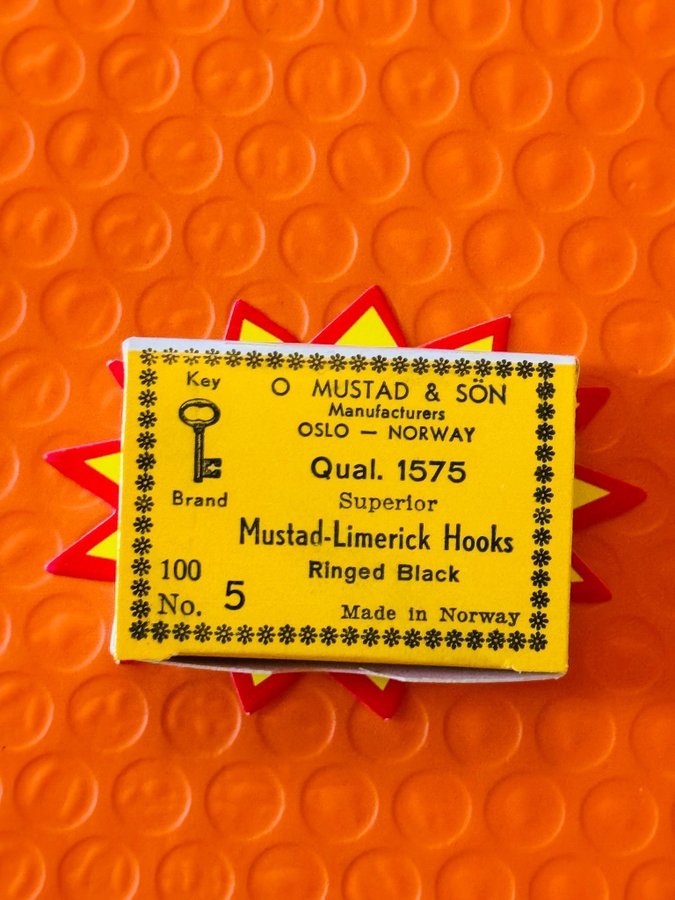 Key
Brand
O MUSTAD & SÖN
Manufacturers
OSLO — NORWAY
Qual. 1575
Superior
Mustad-Limerick Hooks
Ringed Black
100
No. 5
Made in Norway